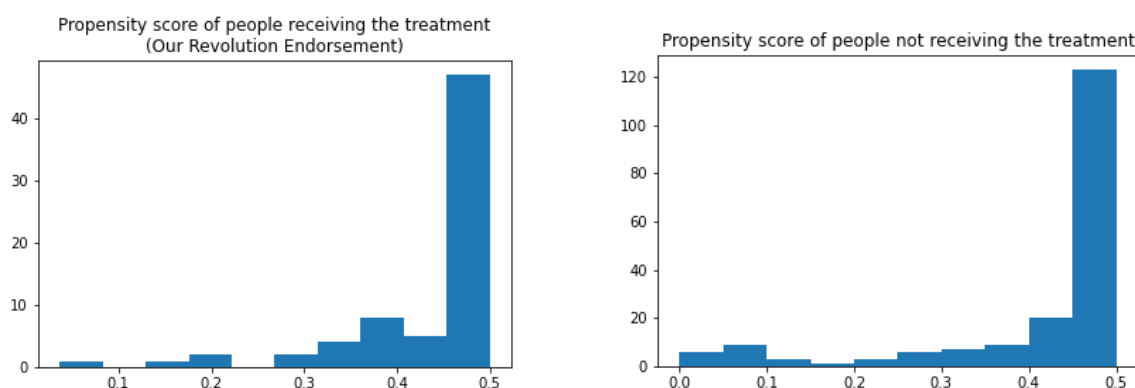 Propensity score of people receiving the treatment
(Our Revolution Endorsement)
40
30
20
10
0
0.1 0.2 0.3 0.4 0.5
Propensity score of people not receiving the treatment
120
100
80
60
40
20
0
0.0 0.1 0.2 0.3 0.4 0.5